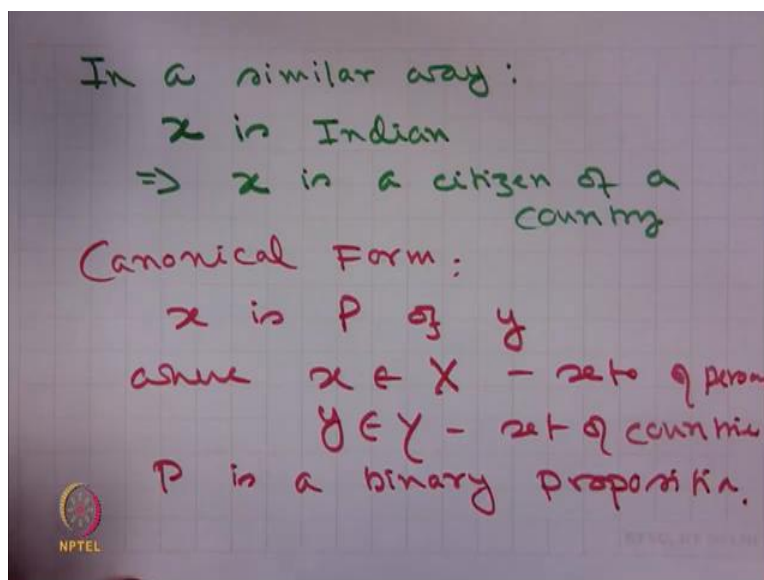 In a similar way :
x is Indian
⇒ x is a citizen of a
country
Canonical Form :
x is P of y
where x ∈ X - set of person
y ∈ Y - set of countrie
P is a binary proposition.
NPTEL